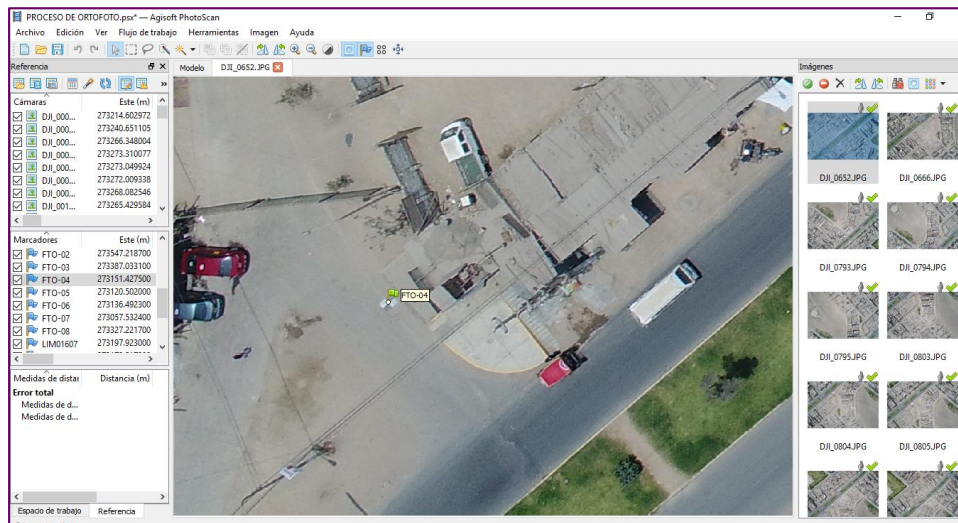 PROCESO DE ORTOFOTO.psx* — Agisoft PhotoScan
Archivo Edición Ver Flujo de trabajo Herramientas Imagen Ayuda
Referencia
Modelo DJI_0652.JPG
Imágenes
Cámaras Este (m)
DJI_000... 273214.602972
DJI_000... 273240.651105
DJI_000... 273266.348004
DJI_000... 273273.310077
DJI_000... 273273.049924
DJI_000... 273272.009338
DJI_000... 273268.082546
DJI_001... 273265.429584
Marcadores Este (m)
FTO-02 273547.218700
FTO-03 273387.033100
FTO-04 273151.427500
FTO-05 273120.502000
FTO-06 273136.492300
FTO-07 273057.532400
FTO-08 273327.221700
LIM01607 273197.923000
Medidas de distar Distancia (m)
Error total
Medidas de d...
Medidas de d...
Espacio de trabajo Referencia
FTO-04
DJI_0652.JPG DJI_0666.JPG
DJI_0793.JPG DJI_0794.JPG
DJI_0795.JPG DJI_0803.JPG
DJI_0804.JPG DJI_0805.JPG